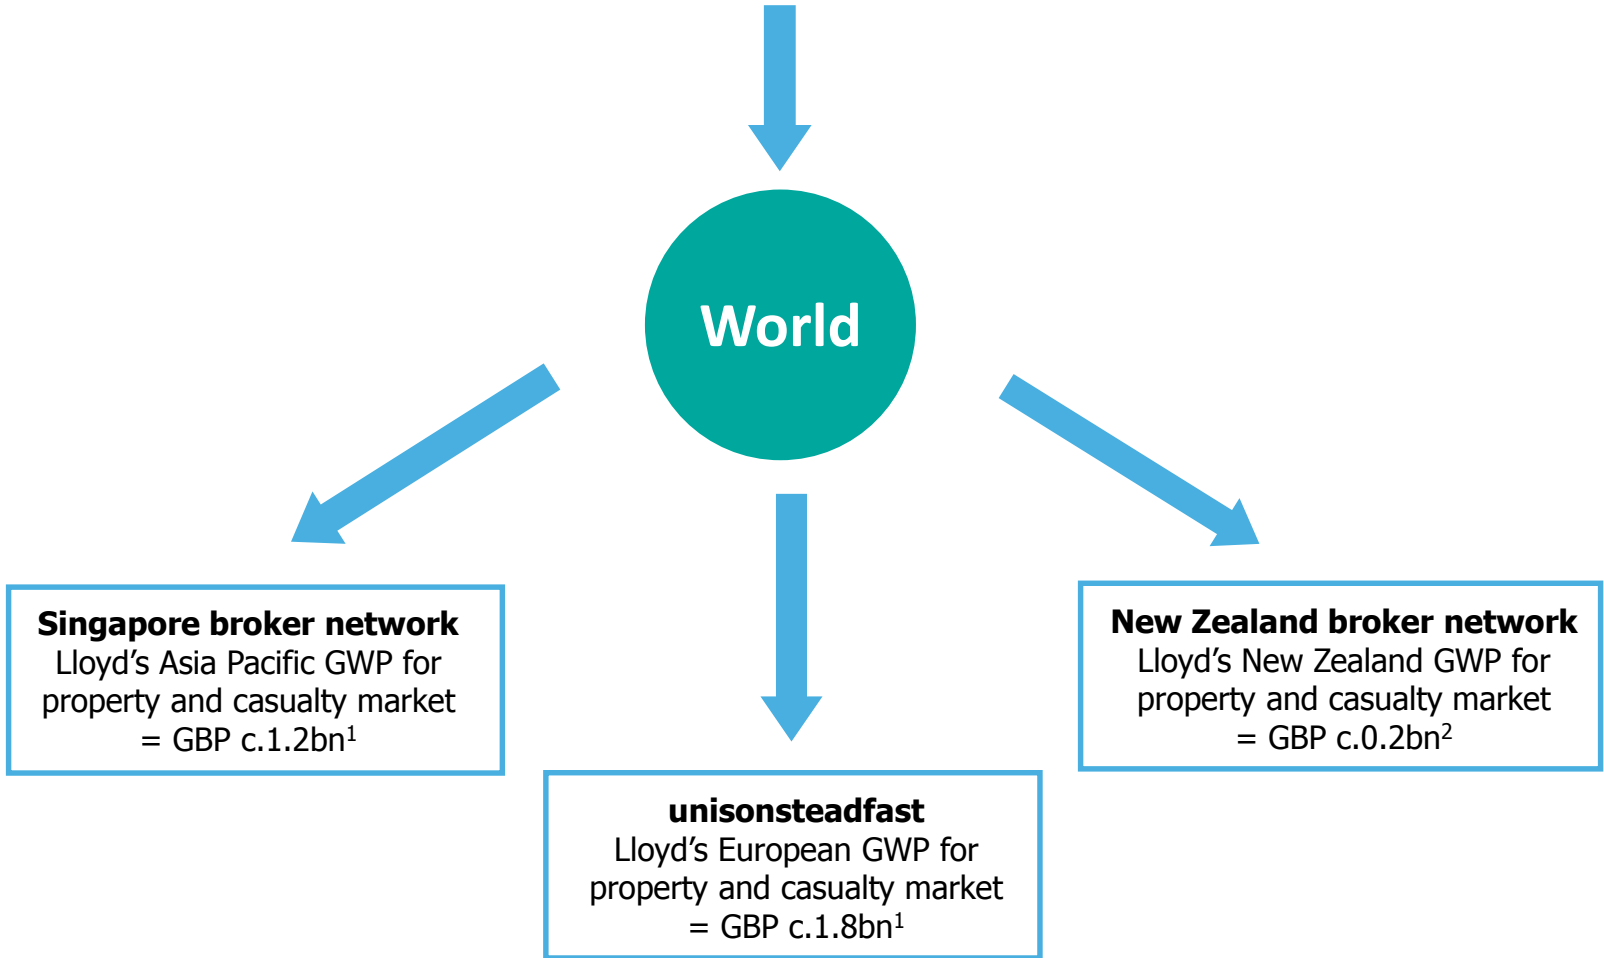 World
Singapore broker network
Lloyd’s Asia Pacific GWP for
property and casualty market
= GBP c.1.2bn¹
New Zealand broker network
Lloyd’s New Zealand GWP for
property and casualty market
= GBP c.0.2bn²
unisonsteadfast
Lloyd’s European GWP for
property and casualty market
= GBP c.1.8bn¹